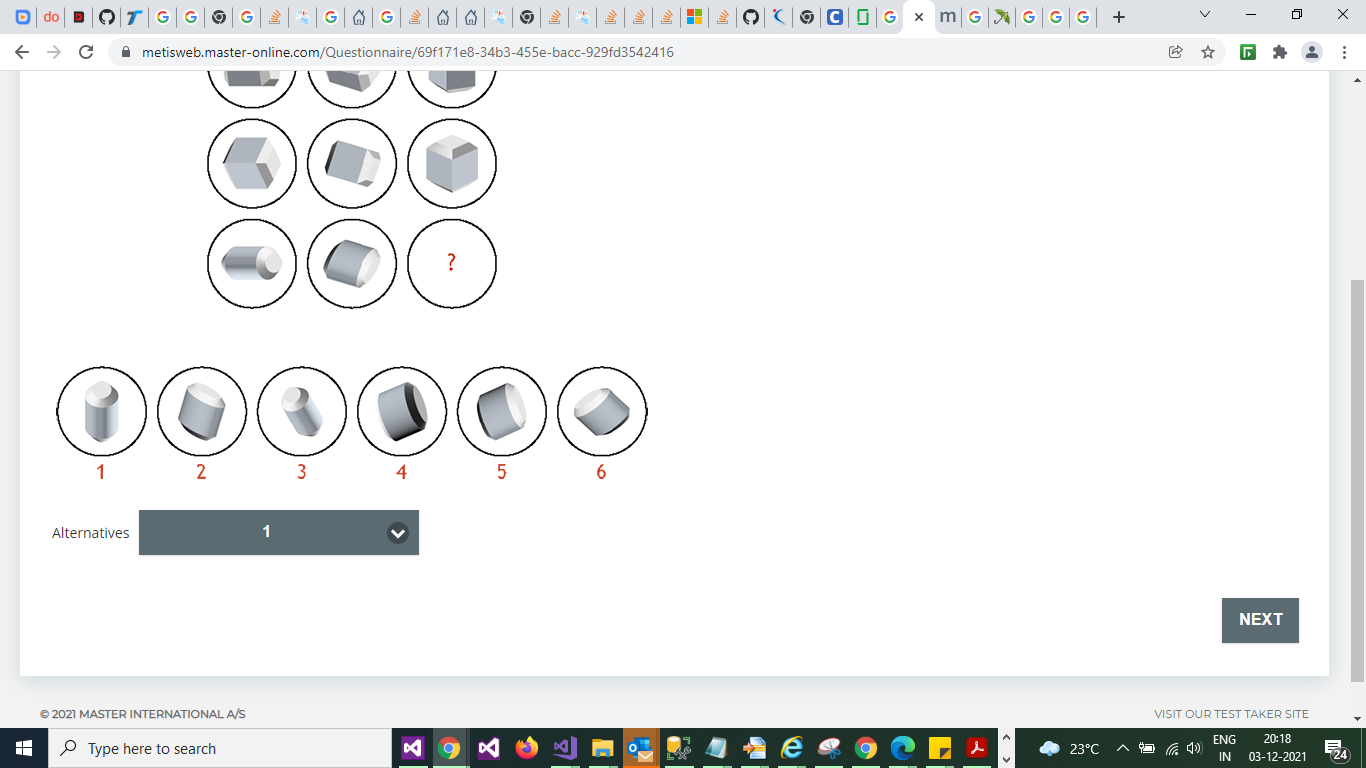 do
metisweb.master-online.com/Questionnaire/69f171e8-34b3-455e-bacc-929fd3542416
?
1 2 3 4 5 6
Alternatives 1
NEXT
© 2021 MASTER INTERNATIONAL A/S
VISIT OUR TEST TAKER SITE
Type here to search
23°C
ENG
IN
20:18
03-12-2021
24